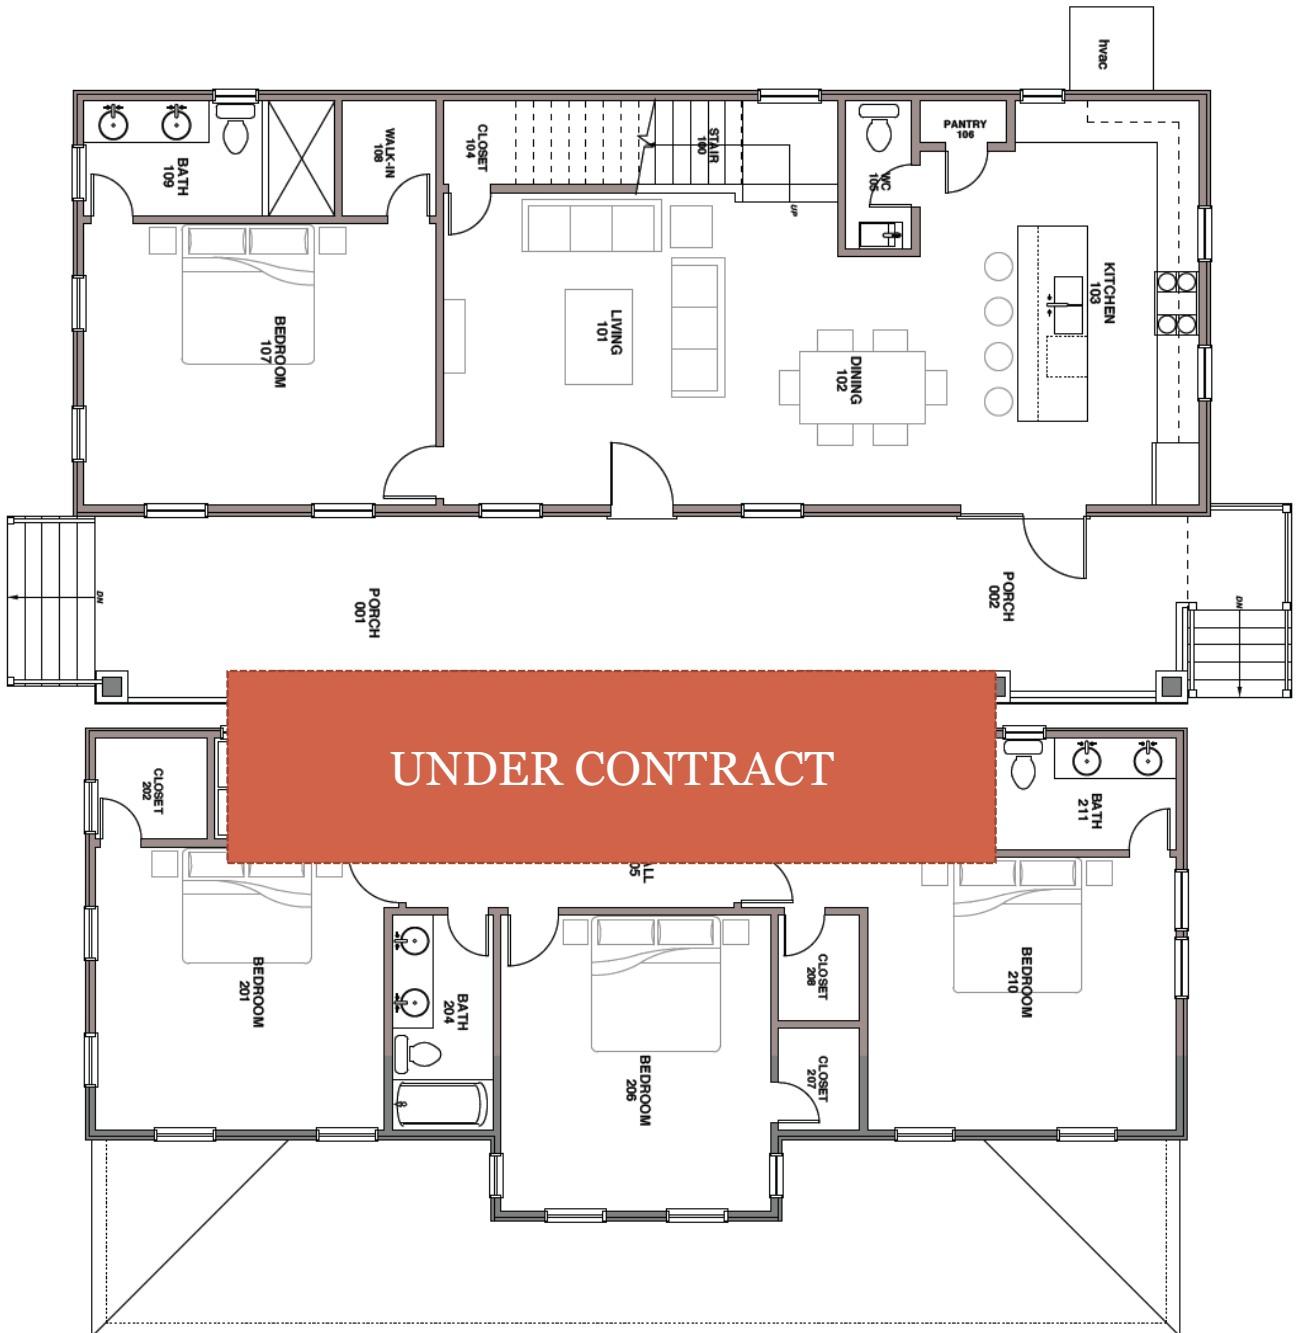 hvac
BATH
109
WALK-IN
108
CLOSET
104
STAIR
100
UP
WC
105
PANTRY
106
KITCHEN
103
LIVING
101
DINING
102
BEDROOM
107
DN
PORCH
001
PORCH
002
DN
UNDER CONTRACT
CLOSET
202
BATH
211
BEDROOM
201
BATH
204
BEDROOM
206
CLOSET
208
CLOSET
207
BEDROOM
210